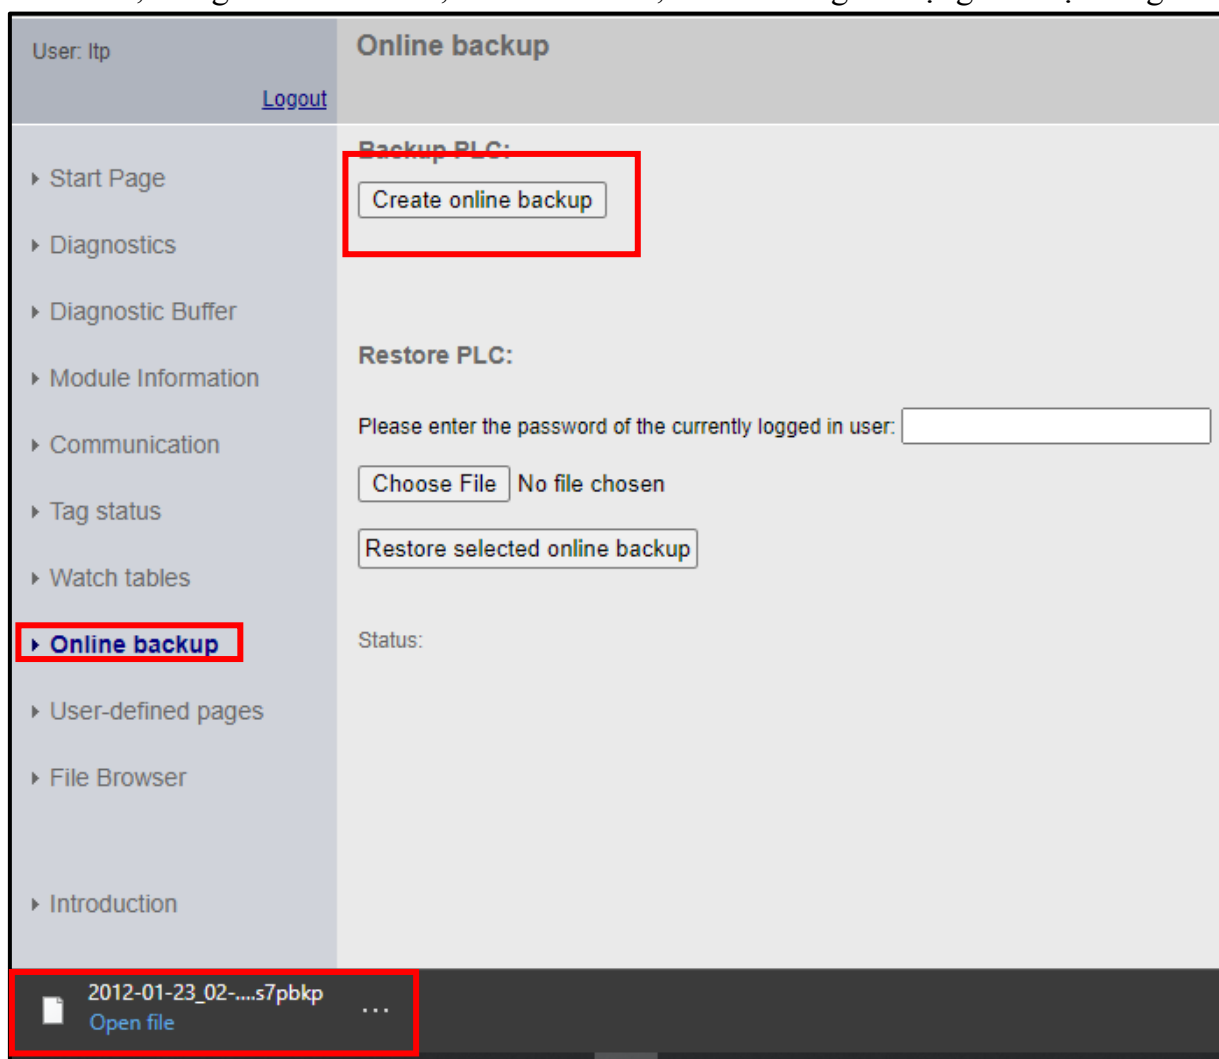 User: ltp
Logout
Online backup
Backup PLC:
Create online backup
Restore PLC:
Please enter the password of the currently logged in user:
Choose File No file chosen
Restore selected online backup
Status:
Start Page
Diagnostics
Diagnostic Buffer
Module Information
Communication
Tag status
Watch tables
Online backup
User-defined pages
File Browser
Introduction
2012-01-23_02-....s7pbkp
Open file